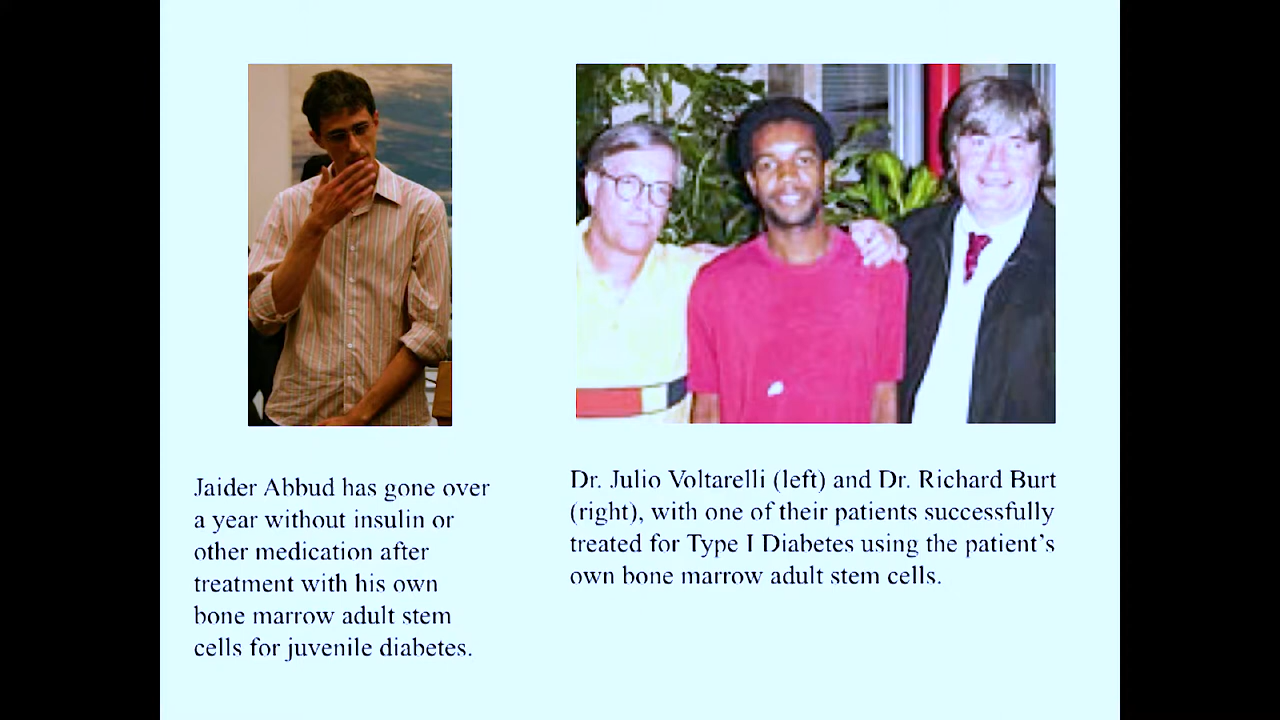 Jaider Abbud has gone over
a year without insulin or
other medication after
treatment with his own
bone marrow adult stem
cells for juvenile diabetes.
Dr. Julio Voltarelli (left) and Dr. Richard Burt
(right), with one of their patients successfully
treated for Type I Diabetes using the patient's
own bone marrow adult stem cells.